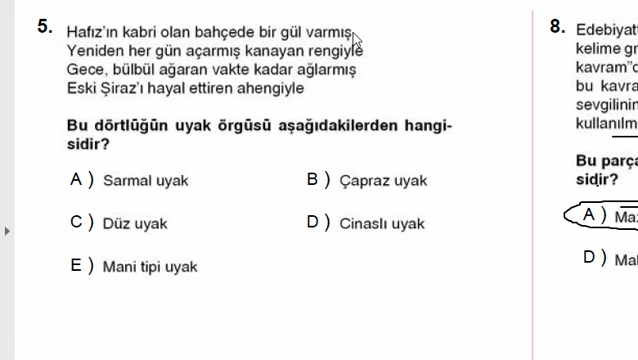 5.
Hafız'ın kabri olan bahçede bir gül varmış
Yeniden her gün açarmış kanayan rengiyle
Gece, bülbül ağaran vakte kadar ağlarmış
Eski Şiraz'ı hayal ettiren ahengiyle
Bu dörtlüğün uyak örgüsü aşağıdakilerden hangi-
sidir?
A ) Sarmal uyak
B ) Çapraz uyak
C ) Düz uyak
D ) Cinaslı uyak
E ) Mani tipi uyak
8.
Edebiyat
kelime gr
kavram"
bu kavra
sevgilinin
kullanılm
Bu parça
sidir?
A ) Ma
D ) Ma